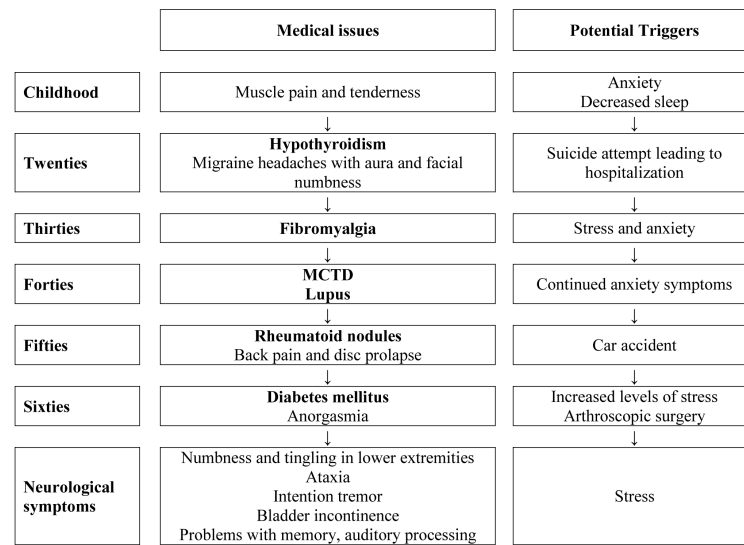 Medical issues
Potential Triggers
Childhood
Muscle pain and tenderness
Anxiety
Decreased sleep
↓
↓
Twenties
Hypothyroidism
Migraine headaches with aura and facial
numbness
Suicide attempt leading to
hospitalization
↓
↓
Thirties
Fibromyalgia
Stress and anxiety
↓
↓
Forties
MCTD
Lupus
Continued anxiety symptoms
↓
↓
Fifties
Rheumatoid nodules
Back pain and disc prolapse
Car accident
↓
↓
Sixties
Diabetes mellitus
Anorgasmia
Increased levels of stress
Arthroscopic surgery
↓
↓
Neurological
symptoms
Numbness and tingling in lower extremities
Ataxia
Intention tremor
Bladder incontinence
Problems with memory, auditory processing
Stress